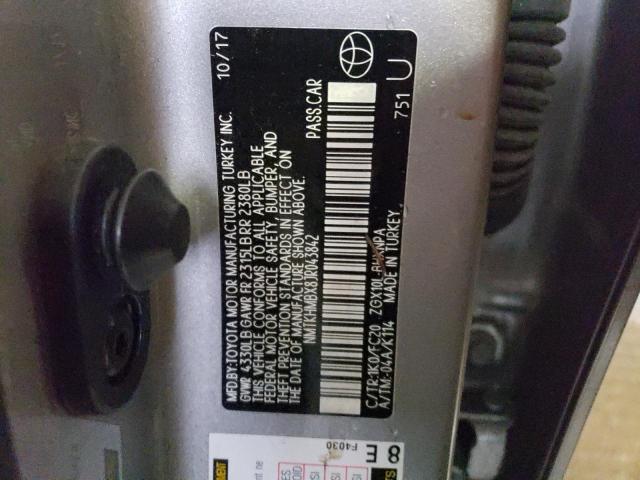 MFD.BY:TOYOTA MOTOR MANUFACTURING TURKEY INC. 10/17
GVWR 4330LB GAWR FR 2315LB RR 2380LB
THIS VEHICLE CONFORMS TO ALL APPLICABLE
FEDERAL MOTOR VEHICLE SAFETY, BUMPER, AND
THEFT PREVENTION STANDARDS IN EFFECT ON
THE DATE OF MANUFACTURE SHOWN ABOVE.
NMTKHMBX8JR043842 PASS.CAR
C/TR:1K0/FC20 ZGX10L-
A/TM:-04A/K114 MADE IN TURKEY
751 U
8 E
F4030